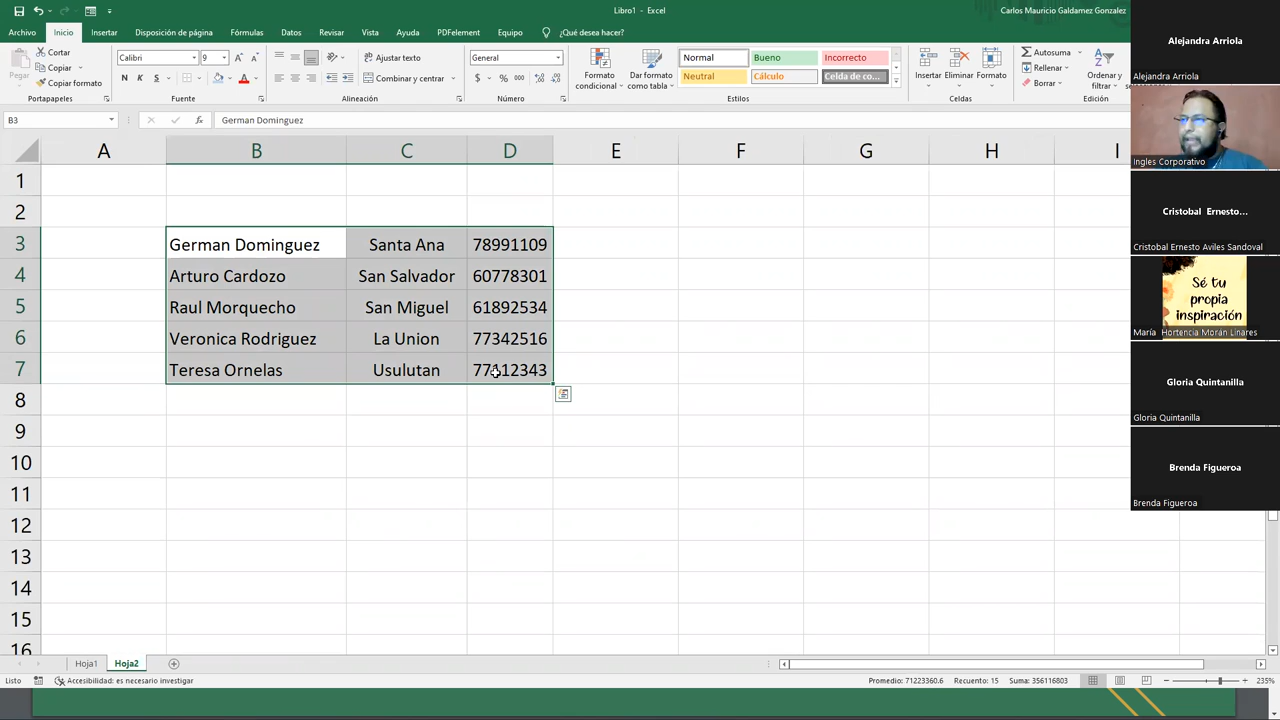 Libro1 - Excel
Carlos Mauricio Galdamez Gonzalez
Archivo Inicio Insertar Disposición de página Fórmulas Datos Revisar Vista Ayuda PDFelement Equipo ¿Qué desea hacer?
Pegar
Cortar
Copiar
Copiar formato
Portapapeles
Calibri 9
N K S
Fuente
Ajustar texto
Combinar y centrar
Alineación
General
$ % 000
Número
Formato condicional
Dar formato como tabla
Normal Bueno Incorrecto
Neutral Cálculo Celda de co...
Estilos
Insertar Eliminar Formato
Celdas
Autosuma
Rellenar
Borrar
Ordenar y filtrar
Edición
B3 fx German Dominguez
A B C D E F G H I
1
2
3 German Dominguez Santa Ana 78991109
4 Arturo Cardozo San Salvador 60778301
5 Raul Morquecho San Miguel 61892534
6 Veronica Rodriguez La Union 77342516
7 Teresa Ornelas Usulutan
8
9
10
11
12
13
14
15
16
Hoja1 Hoja2
Listo Accesibilidad: es necesario investigar Promedio: 71223360.6 Recuento: 15 Suma: 356116803 235%
Alejandra Arriola
Alejandra Arriola
Ingles Corporativo
Cristobal Ernesto...
Cristobal Ernesto Aviles Sandoval
Sé tu
propia
inspiración
María Hortencia Morán Linares
Gloria Quintanilla
Gloria Quintanilla
Brenda Figueroa
Brenda Figueroa